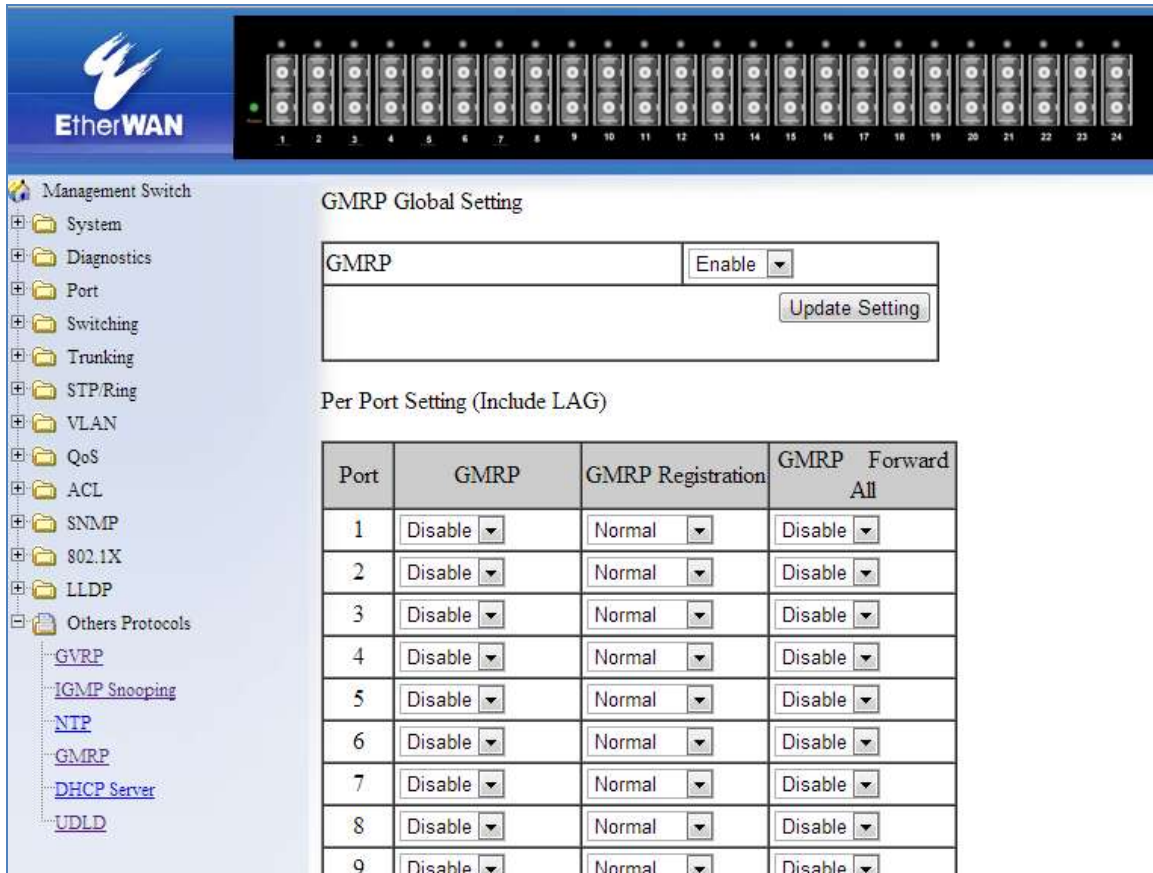 EtherWAN
1 2 3 4 5 6 7 8 9 10 11 12 13 14 15 16 17 18 19 20 21 22 23 24
Management Switch
System
Diagnostics
Port
Switching
Trunking
STP/Ring
VLAN
QoS
ACL
SNMP
802.1X
LLDP
Others Protocols
GVRP
IGMP Snooping
NTP
GMRP
DHCP Server
UDLD
GMRP Global Setting
GMRP Enable
Update Setting
Per Port Setting (Include LAG)
Port GMRP GMRP Registration GMRP Forward All
1 Disable Normal Disable
2 Disable Normal Disable
3 Disable Normal Disable
4 Disable Normal Disable
5 Disable Normal Disable
6 Disable Normal Disable
7 Disable Normal Disable
8 Disable Normal Disable
9 Disable Normal Disable